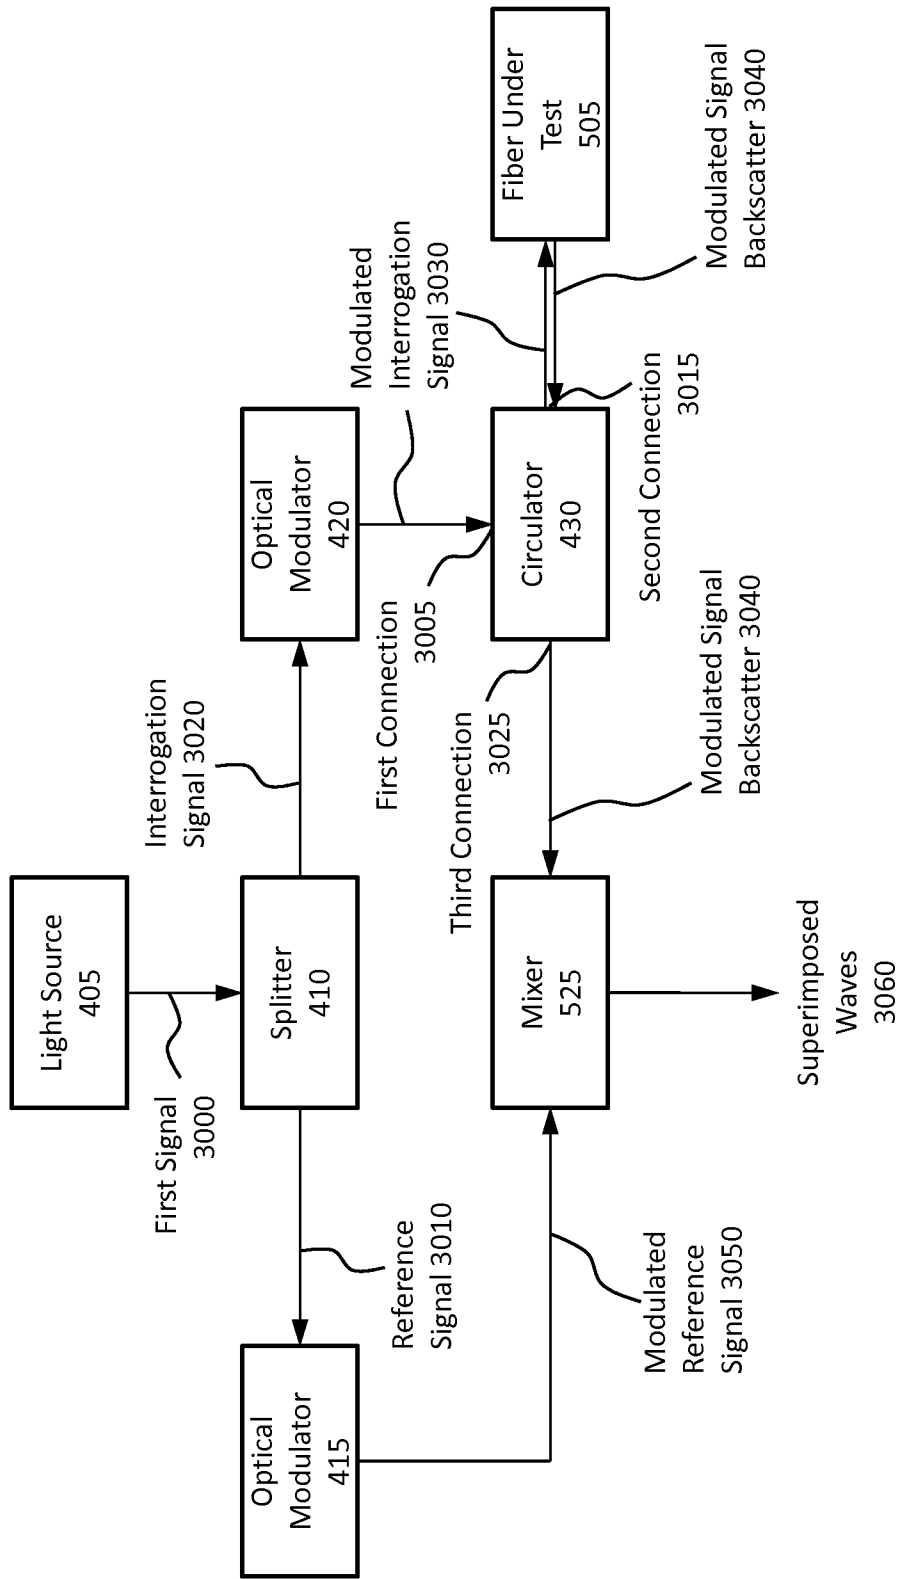 Light Source
405
First Signal
3000
Splitter
410
Interrogation
Signal 3020
Optical
Modulator
420
Reference
Signal 3010
Optical
Modulator
415
Modulated
Interrogation
Signal 3030
First Connection
3005
Circulator
430
Fiber Under
Test
505
Third Connection
3025
Second Connection
3015
Modulated Signal
Backscatter 3040
Modulated Signal
Backscatter 3040
Mixer
525
Modulated
Reference
Signal 3050
Superimposed
Waves
3060